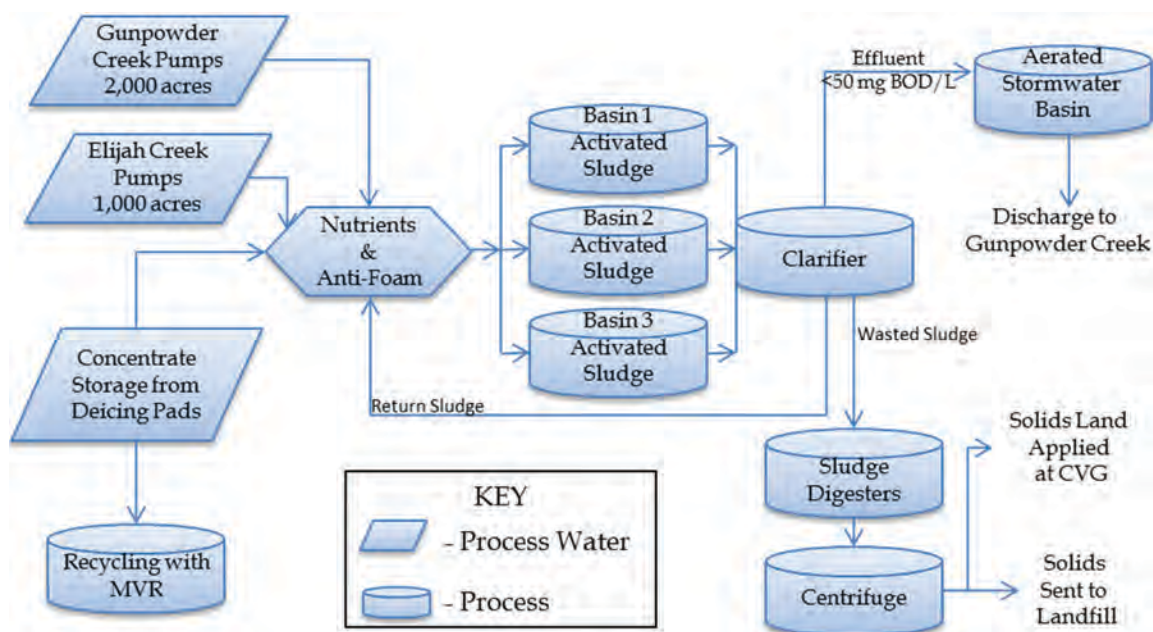 Gunpowder
Creek Pumps
2,000 acres
Elijah Creek
Pumps
1,000 acres
Concentrate
Storage from
Deicing Pads
Recycling with
MVR
Nutrients
&
Anti-Foam
Basin 1
Activated
Sludge
Basin 2
Activated
Sludge
Basin 3
Activated
Sludge
Clarifier
Effluent
<50 mg BOD/L
Aerated
Stormwater
Basin
Discharge to
Gunpowder Creek
Return Sludge
Wasted Sludge
Sludge
Digesters
Centrifuge
Solids Land
Applied
at CVG
Solids
Sent to
Landfill
KEY
- Process Water
- Process